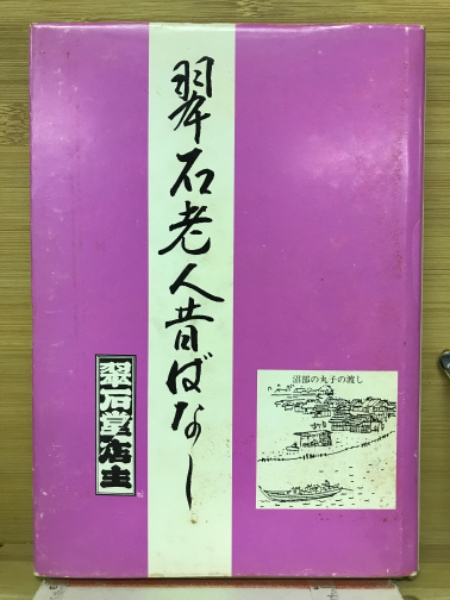 翠石老人昔ばなし
翠石堂店主
沼部の丸子の渡し